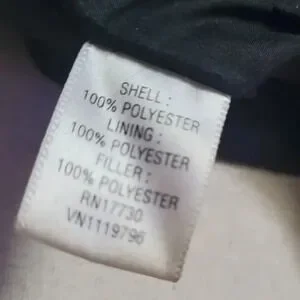 SHELL :
100% POLYESTER
LINING :
100% POLYESTER
FILLER :
100% POLYESTER
RN17730
VN1119796